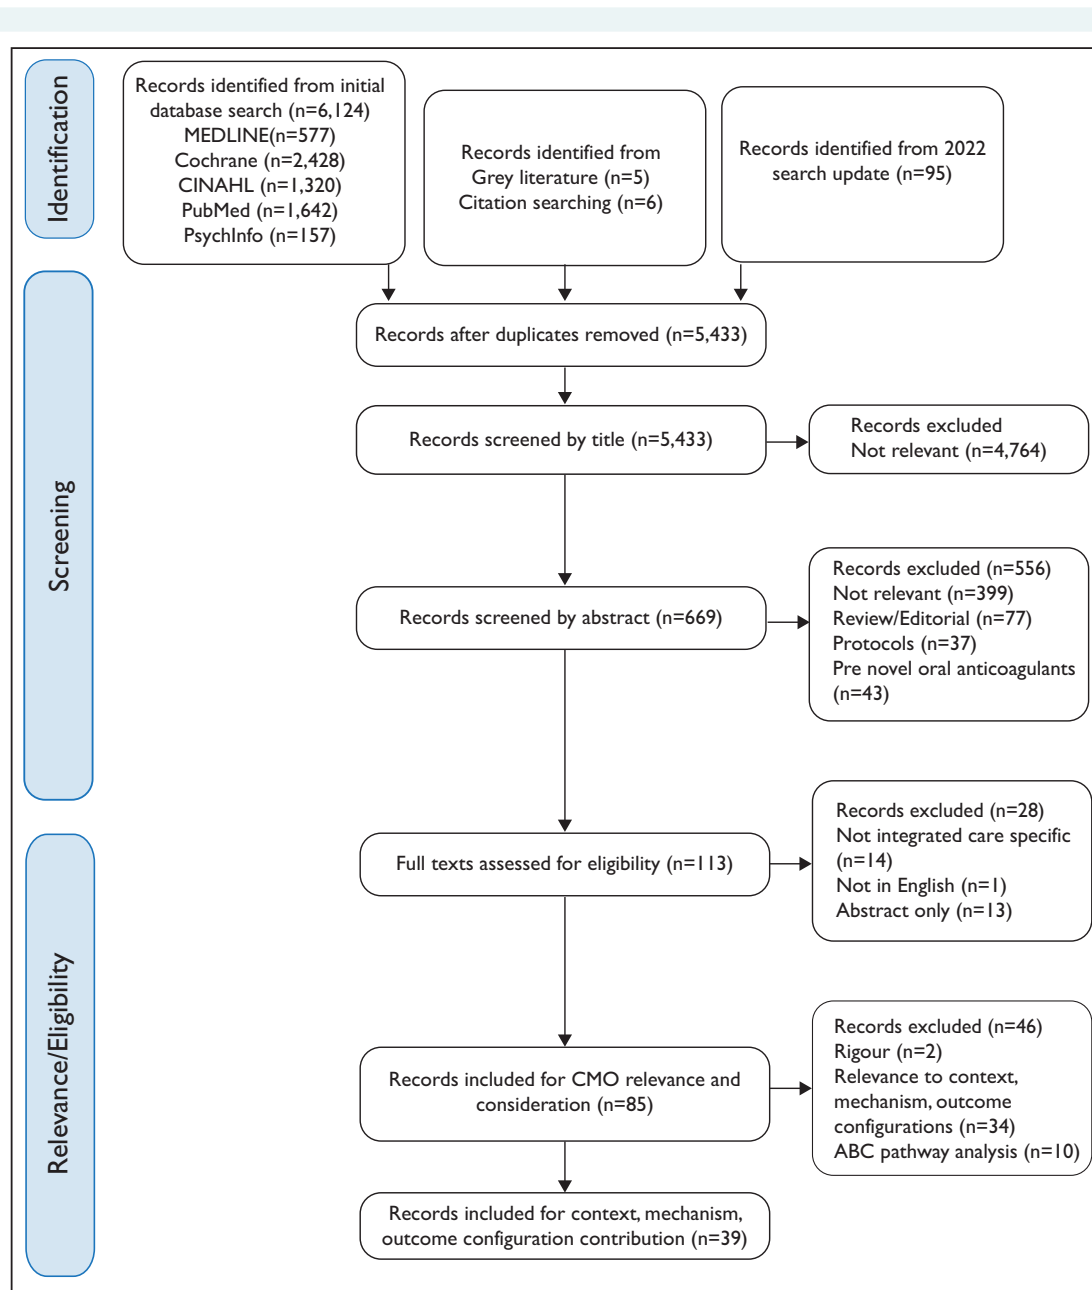 Identification
Records identified from initial
database search (n=6,124)
MEDLINE(n=577)
Cochrane (n=2,428)
CINAHL (n=1,320)
PubMed (n=1,642)
PsychInfo (n=157)
Records identified from
Grey literature (n=5)
Citation searching (n=6)
Records identified from 2022
search update (n=95)
Screening
Records after duplicates removed (n=5,433)
Records screened by title (n=5,433)
Records excluded
Not relevant (n=4,764)
Records screened by abstract (n=669)
Records excluded (n=556)
Not relevant (n=399)
Review/Editorial (n=77)
Protocols (n=37)
Pre novel oral anticoagulants
(n=43)
Relevance/Eligibility
Full texts assessed for eligibility (n=113)
Records excluded (n=28)
Not integrated care specific
(n=14)
Not in English (n=1)
Abstract only (n=13)
Records included for CMO relevance and
consideration (n=85)
Records excluded (n=46)
Rigour (n=2)
Relevance to context,
mechanism, outcome
configurations (n=34)
ABC pathway analysis (n=10)
Records included for context, mechanism,
outcome configuration contribution (n=39)